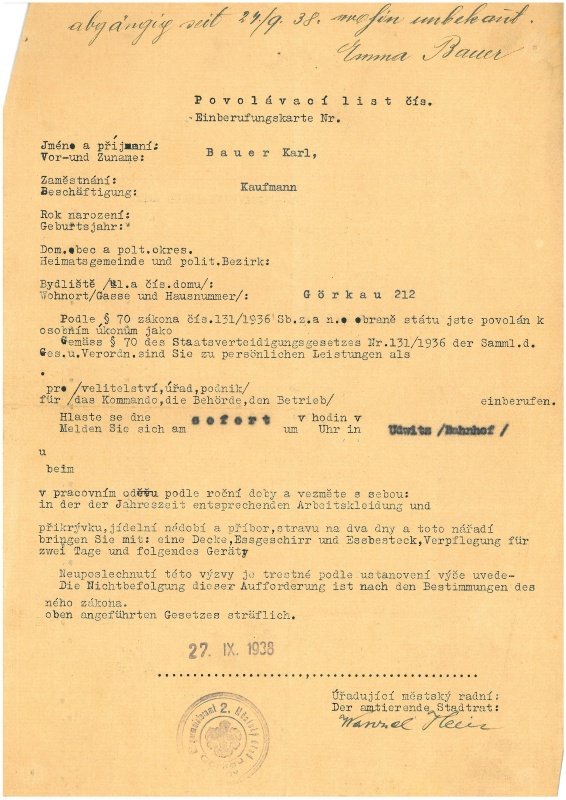 abgängig seit 24/9. 38. wohin unbekant.
Emma Bauer
Povolávací list čís.
Einberufungskarte Nr.
Jméno a příjmaní:
Vor-und Zuname:
Bauer Karl,
Zaměstnání:
Beschäftigung:
Kaufmann
Rok narození:
Geburtsjahr:
Dom.obec a polt.okres.
Heimatsgemeinde und polit.Bezirk:
Bydliště /ul.a čís.domu/:
Wohnort/Gasse und Hausnummer/:
Görkau 212
Podle § 70 zákona čís.131/1936 Sb.z.a n.o obraně státu jste povolán k
osobním úkonům jako
Gemäss § 70 des Staatsverteidigungsgesetzes Nr.131/1936 der Samml.d.
Ges.u.Verordn.sind Sie zu persönlichen Leistungen als
pro /velitelství,úřad,podnik/
für /das Kommando,die Behörde,den Betrieb/ einberufen.
Hlaste se dne sofort v hodin v
Melden Sie sich am um Uhr in Udwitz /Bahnhof/
u
beim
v pracovním oděvu podle roční doby a vezměte s sebou:
in der der Jahreszeit entsprechenden Arbeitskleidung und
přikrývku,jídelní nádobí a příbor,stravu na dva dny a toto nářadí
bringen Sie mit: eine Decke,Essgeschirr und Essbesteck,Verpflegung für
zwei Tage und folgendes Gerät
Neuposlechnutí této výzvy je trestné podle ustanovení výše uvede-
Die Nichtbefolgung dieser Aufforderung ist nach den Bestimmungen des
ného zákona.
oben angeführten Gesetzes sträflich.
27. IX. 1938
Úřadující městský radní:
Der amtierende Stadtrat:
2.